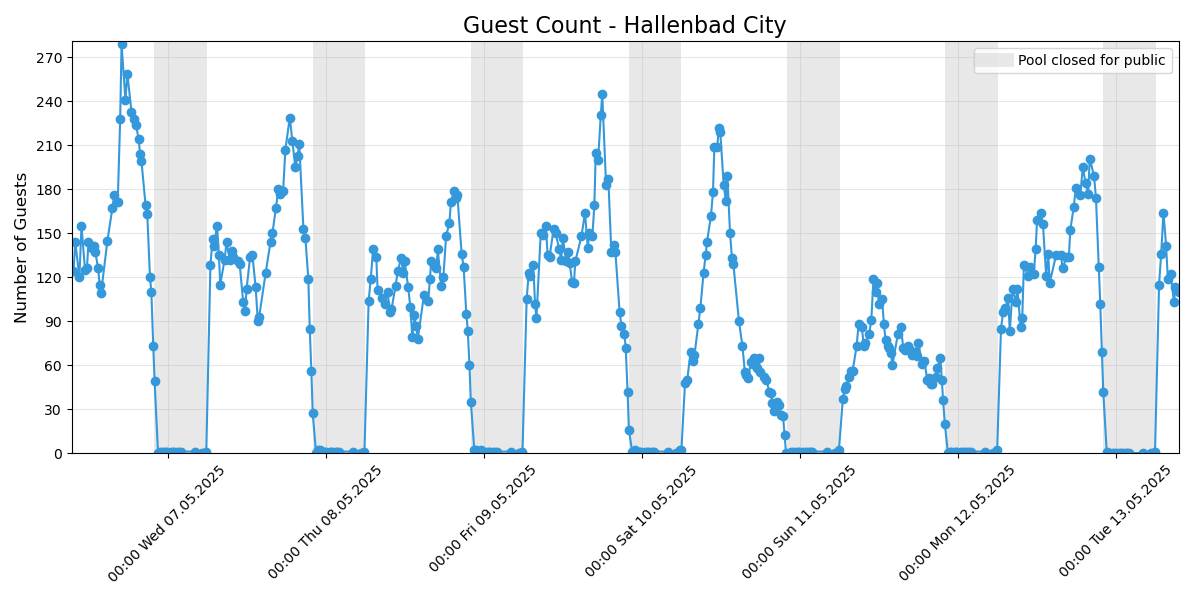 Guest Count - Hallenbad City
Pool closed for public
Number of Guests
270
240
210
180
150
120
90
60
30
0
00:00 Wed 07.05.2025
00:00 Thu 08.05.2025
00:00 Fri 09.05.2025
00:00 Sat 10.05.2025
00:00 Sun 11.05.2025
00:00 Mon 12.05.2025
00:00 Tue 13.05.2025